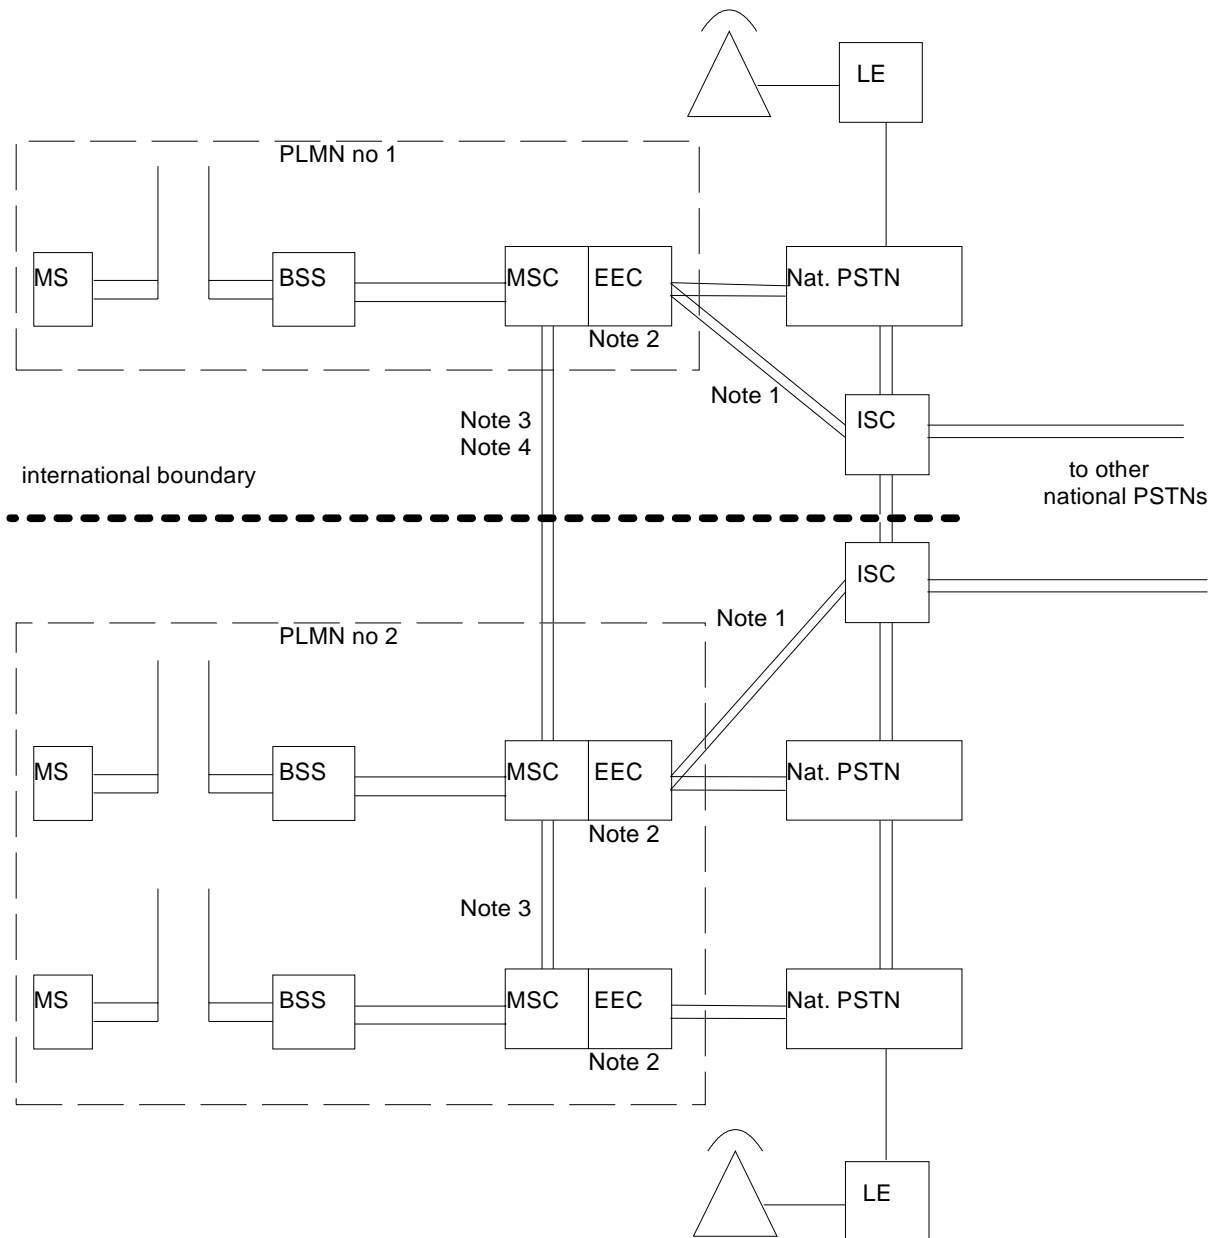 LE
PLMN no 1
MS
BSS
MSC
EEC
Nat. PSTN
Note 2
Note 1
Note 3
Note 4
ISC
to other
national PSTNs
international boundary
ISC
Note 1
PLMN no 2
MS
BSS
MSC
EEC
Nat. PSTN
Note 2
Note 3
MS
BSS
MSC
EEC
Nat. PSTN
Note 2
LE